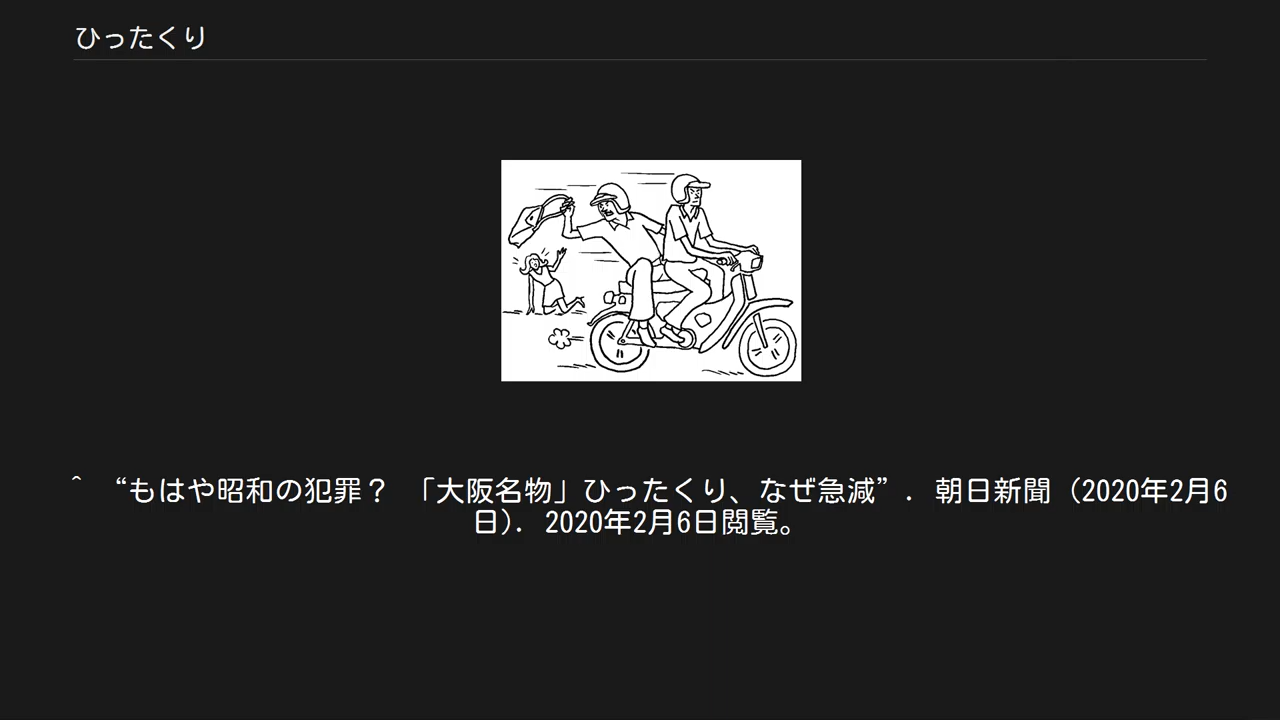 ひったくり
^ “もはや昭和の犯罪？ 「大阪名物」ひったくり、なぜ急減”. 朝日新聞 (2020年2月6
日). 2020年2月6日閲覧。